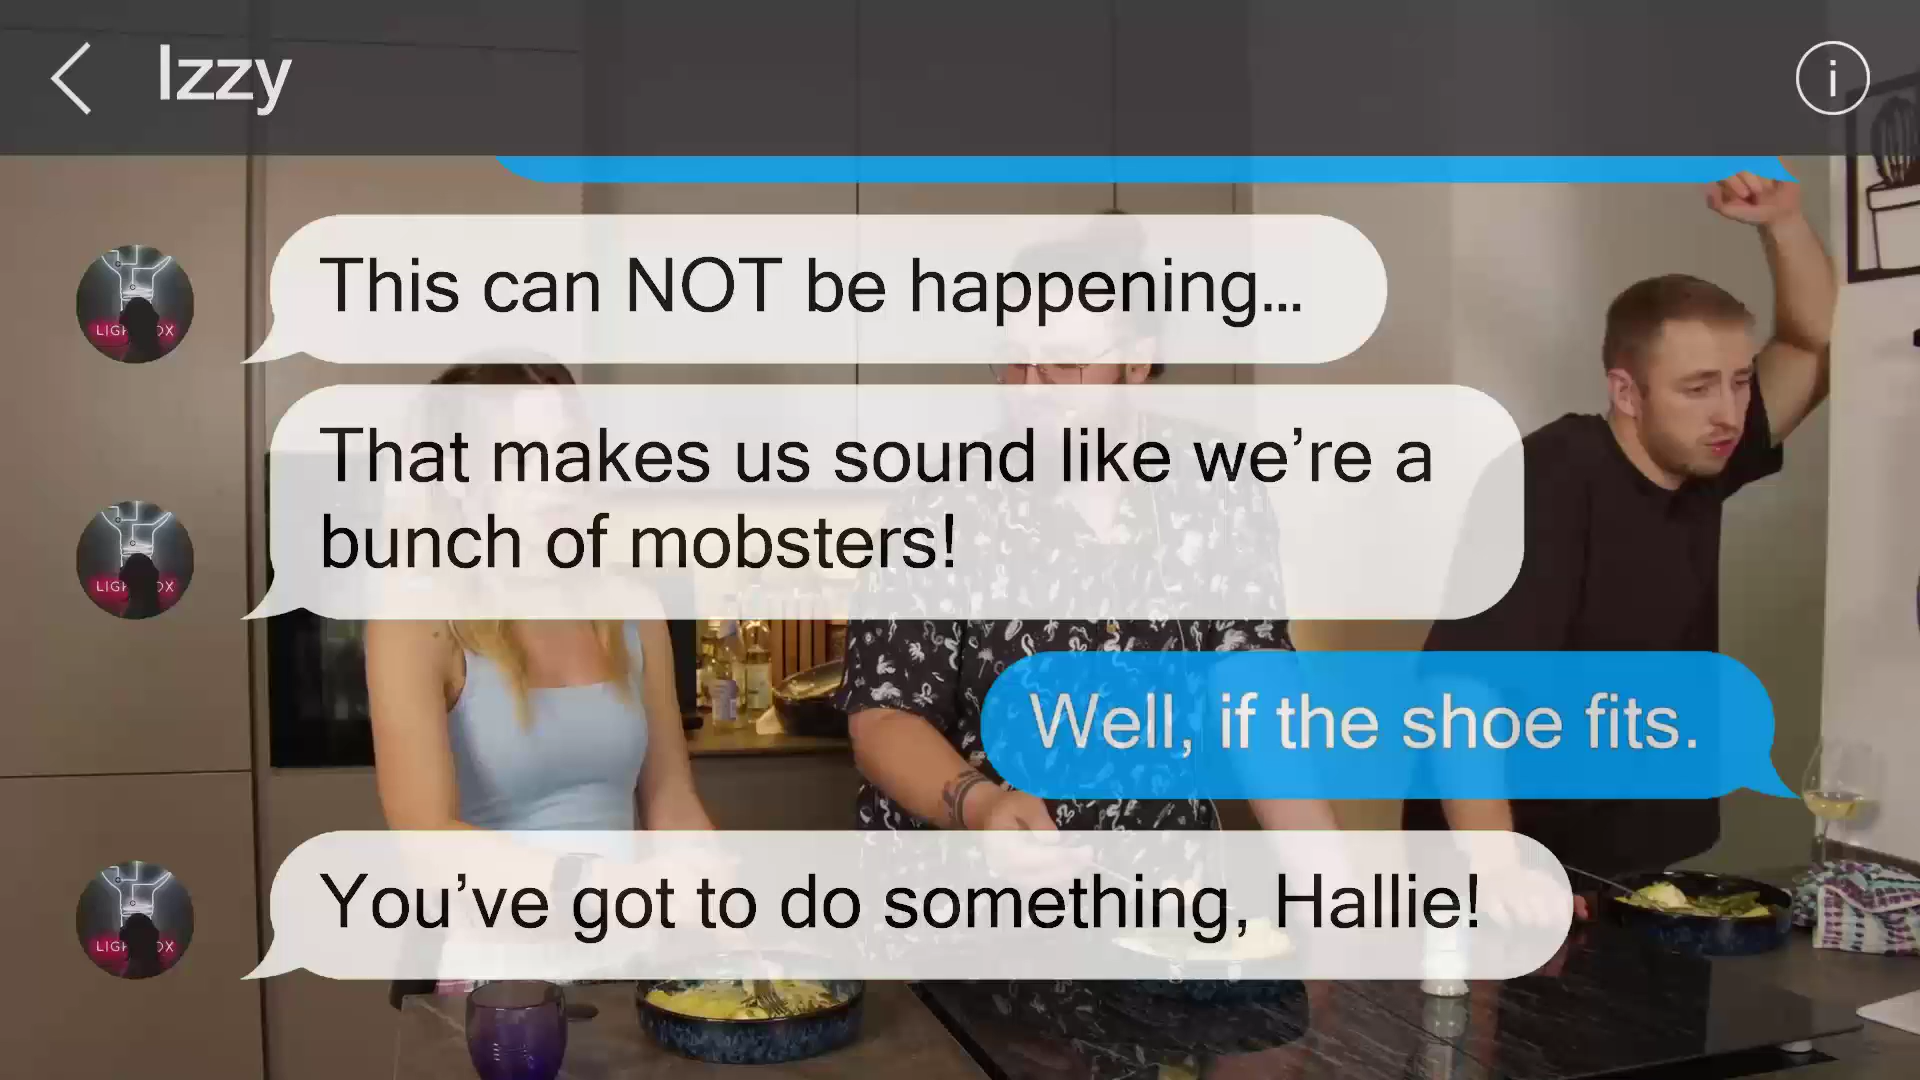 Izzy
This can NOT be happening...
That makes us sound like we’re a
bunch of mobsters!
Well, if the shoe fits.
You’ve got to do something, Hallie!